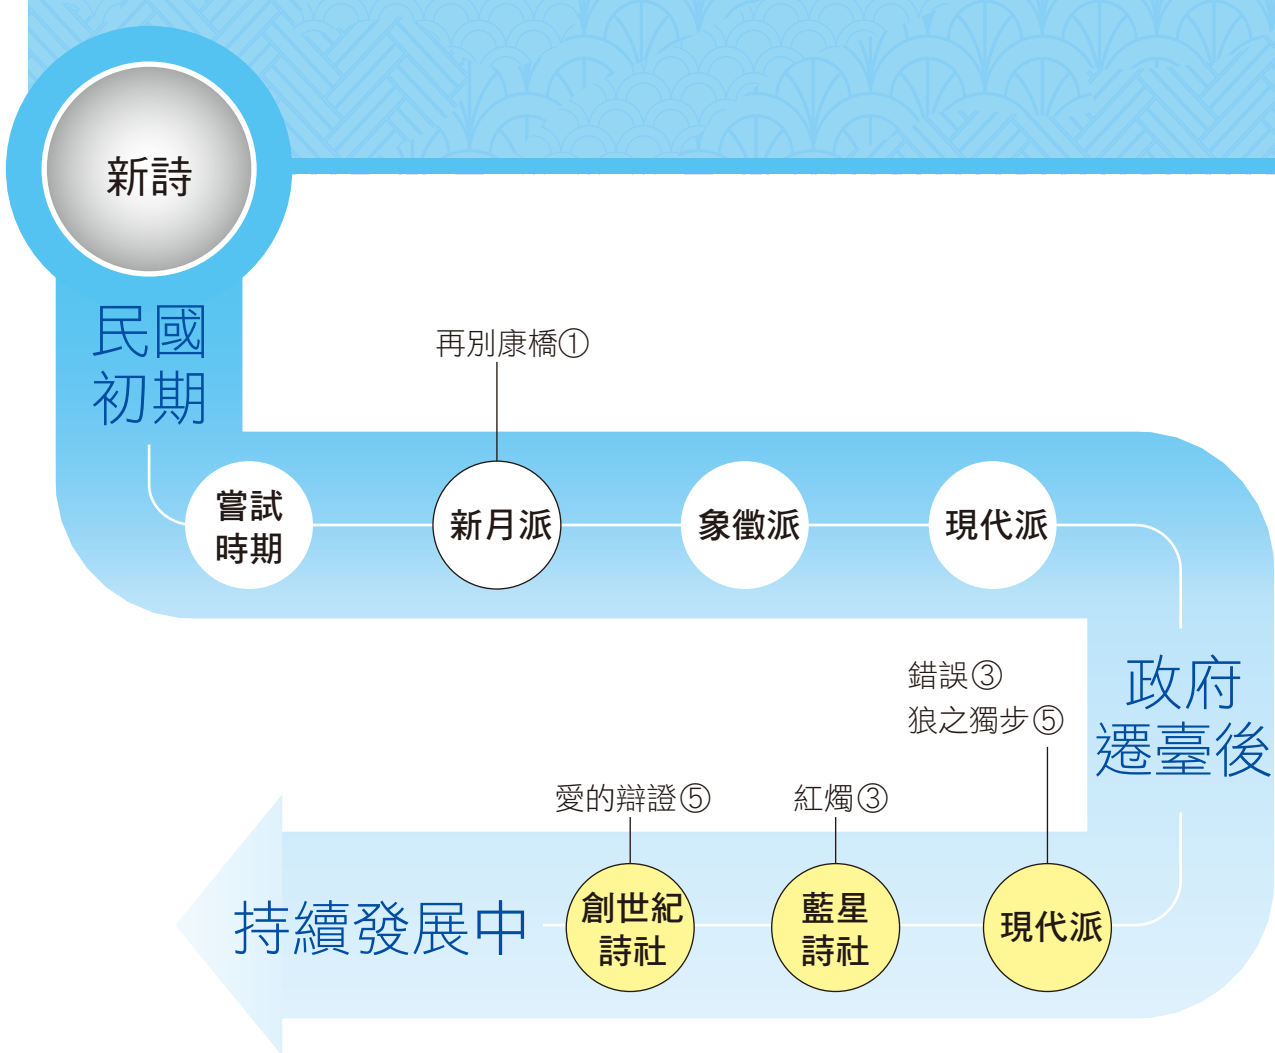 新詩
民國
初期
再別康橋①
嘗試
時期
新月派
象徵派
現代派
政府
遷臺後
錯誤③
狼之獨步⑤
現代派
紅燭③
藍星
詩社
愛的辯證⑤
創世紀
詩社
持續發展中